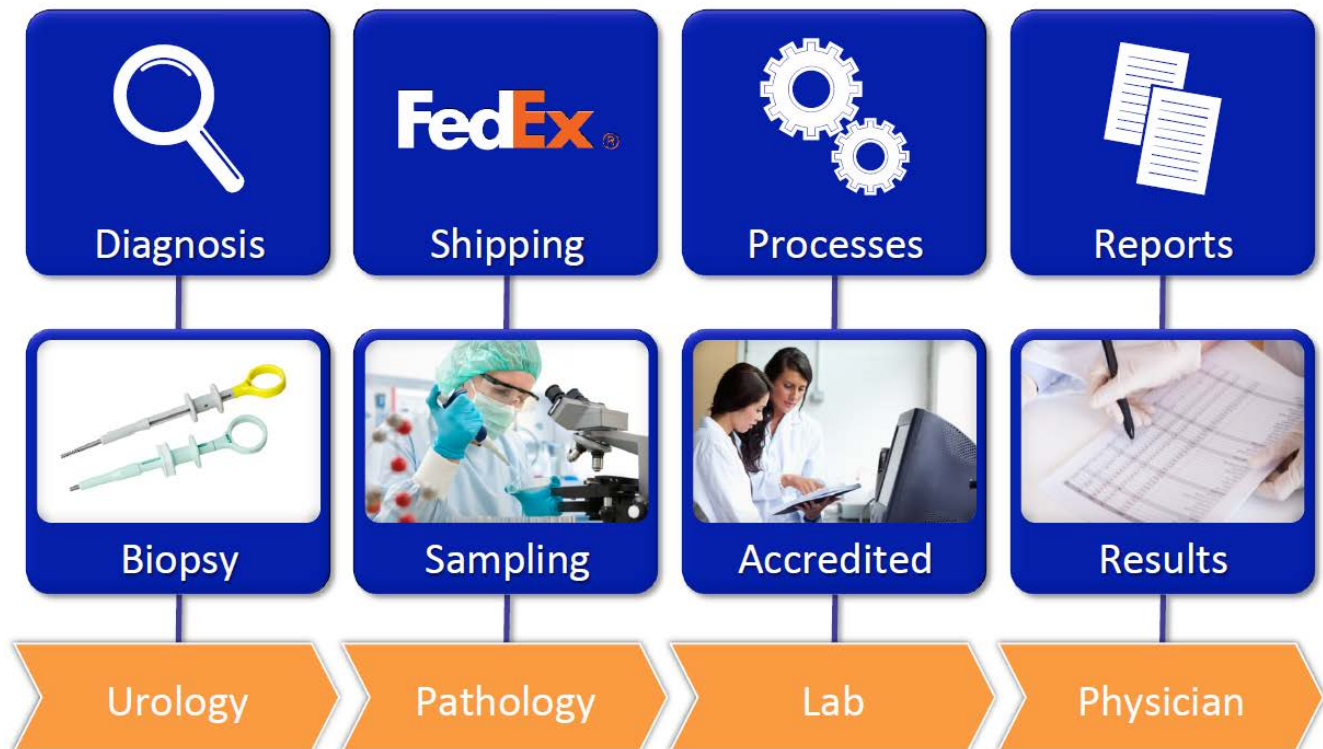 Diagnosis
FedEx ®
Shipping
Processes
Reports
Biopsy
Sampling
Accredited
Results
Urology
Pathology
Lab
Physician